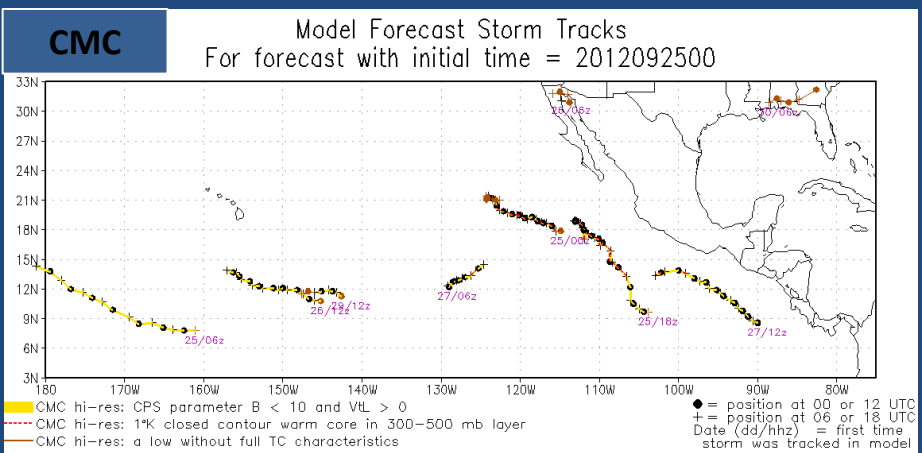 CMC
Model Forecast Storm Tracks
For forecast with initial time = 2012092500
33N
30N
27N
24N
21N
18N
15N
12N
9N
6N
3N
30/06z
25/00z
27/06z
29/12z
26/12z
25/18z
27/12z
25/06z
180 170W 160W 150W 140W 130W 120W 110W 100W 90W 80W
CMC hi-res: CPS parameter B < 10 and VtL > 0
CMC hi-res: 1°K closed contour warm core in 300-500 mb layer
CMC hi-res: a low without full TC characteristics
= position at 00 or 12 UTC
= position at 06 or 18 UTC
Date (dd/hhz) = first time
storm was tracked in model